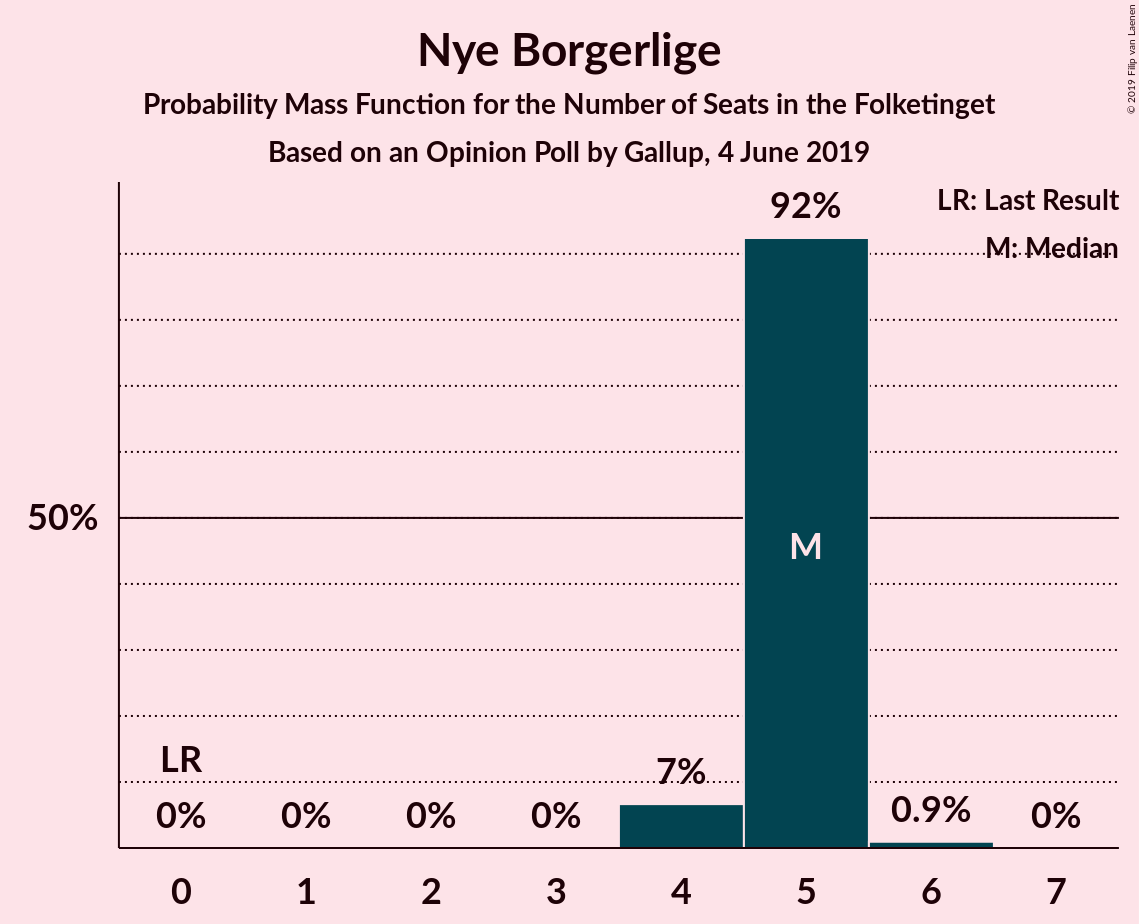 Nye Borgerlige
Probability Mass Function for the Number of Seats in the Folketinget
Based on an Opinion Poll by Gallup, 4 June 2019
© 2019 Filip van Laenen
LR: Last Result
M: Median
92%
50%
M
LR
0%
0%
0%
0%
7%
0.9%
0%
0 1 2 3 4 5 6 7